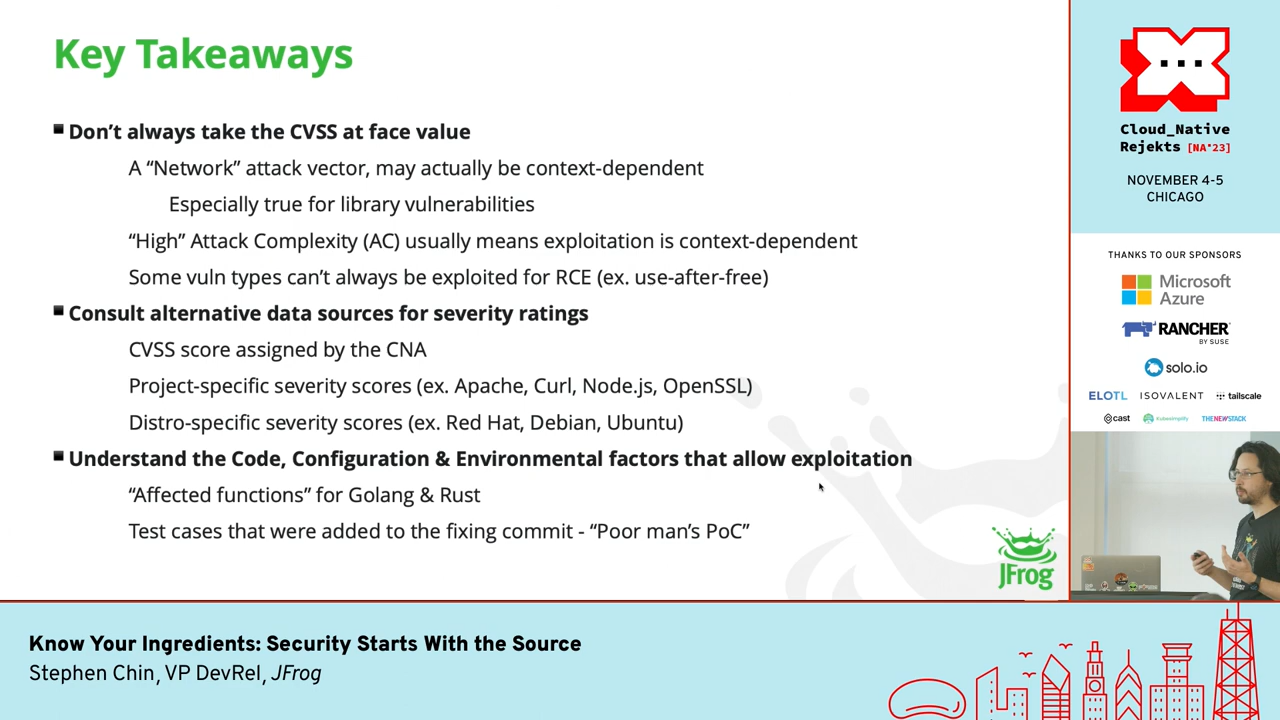 Key Takeaways
Don’t always take the CVSS at face value
A “Network” attack vector, may actually be context-dependent
Especially true for library vulnerabilities
“High” Attack Complexity (AC) usually means exploitation is context-dependent
Some vuln types can’t always be exploited for RCE (ex. use-after-free)
Consult alternative data sources for severity ratings
CVSS score assigned by the CNA
Project-specific severity scores (ex. Apache, Curl, Node.js, OpenSSL)
Distro-specific severity scores (ex. Red Hat, Debian, Ubuntu)
Understand the Code, Configuration & Environmental factors that allow exploitation
“Affected functions” for Golang & Rust
Test cases that were added to the fixing commit - “Poor man’s PoC”
JFrog
Cloud_Native
Rejekts [NA'23]
NOVEMBER 4-5
CHICAGO
THANKS TO OUR SPONSORS
Microsoft
Azure
RANCHER
BY SUSE
solo.io
ELOTL ISOVALENT tailscale
cast kubesimplify THENEWSTACK
Know Your Ingredients: Security Starts With the Source
Stephen Chin, VP DevRel, JFrog